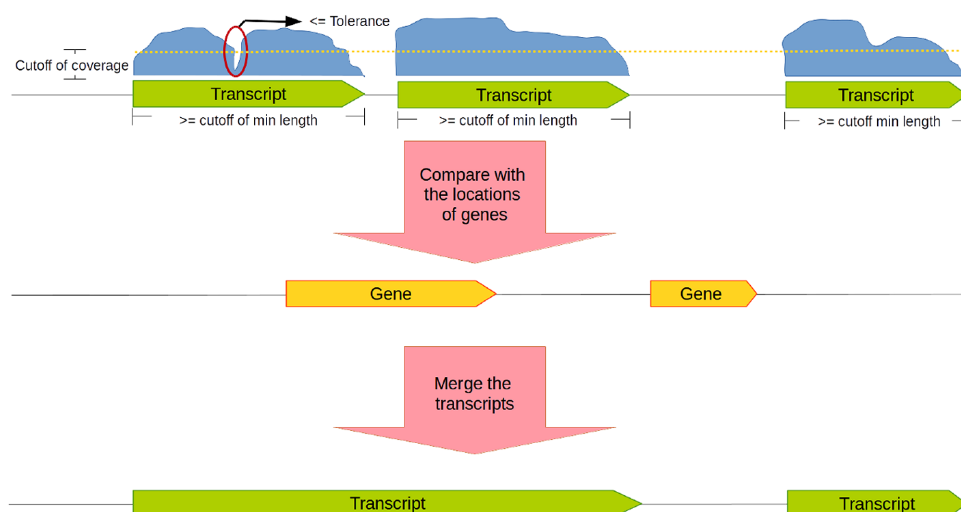 <= Tolerance
Cutoff of coverage
Transcript
Transcript
Transcript
>= cutoff of min length
>= cutoff of min length
>= cutoff min length
Compare with
the locations
of genes
Gene
Gene
Merge the
transcripts
Transcript
Transcript